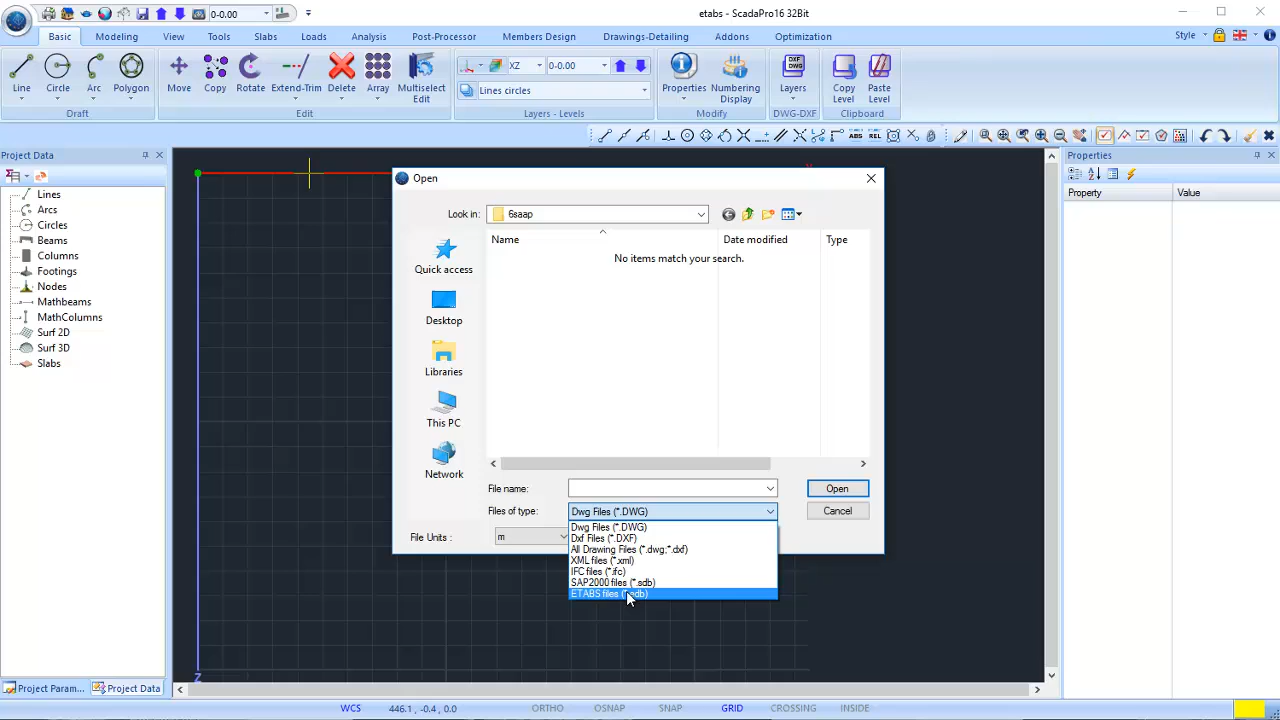 0-0.00
etabs - ScadaPro16 32Bit
Basic
Modeling
View
Tools
Slabs
Loads
Analysis
Post-Processor
Members Design
Drawings-Detailing
Addons
Optimization
Style
Line
Circle
Arc
Polygon
Move
Copy
Rotate
Extend-Trim
Delete
Array
Multiselect
Edit
XZ
0-0.00
Lines circles
Properties
Numbering
Display
DXF
DWG
Layers
Copy
Level
Paste
Level
Draft
Edit
Layers - Levels
Modify
DWG-DXF
Clipboard
ABS
REL
Project Data
Lines
Arcs
Circles
Beams
Columns
Footings
Nodes
Mathbeams
MathColumns
Surf 2D
Surf 3D
Slabs
Project Param...
Project Data
Z
Open
Look in:
6saap
Name
Date modified
Type
No items match your search.
Quick access
Desktop
Libraries
This PC
Network
File name:
Open
Files of type:
Dwg Files (*.DWG)
Cancel
File Units :
m
Dwg Files (*.DWG)
Dxf Files (*.DXF)
All Drawing Files (*.dwg;*.dxf)
XML files (*.xml)
IFC files (*.ifc)
SAP2000 files (*.sdb)
ETABS files (*.edb)
Properties
Property
Value
WCS
446.1, -0.4, 0.0
ORTHO
OSNAP
SNAP
GRID
CROSSING
INSIDE